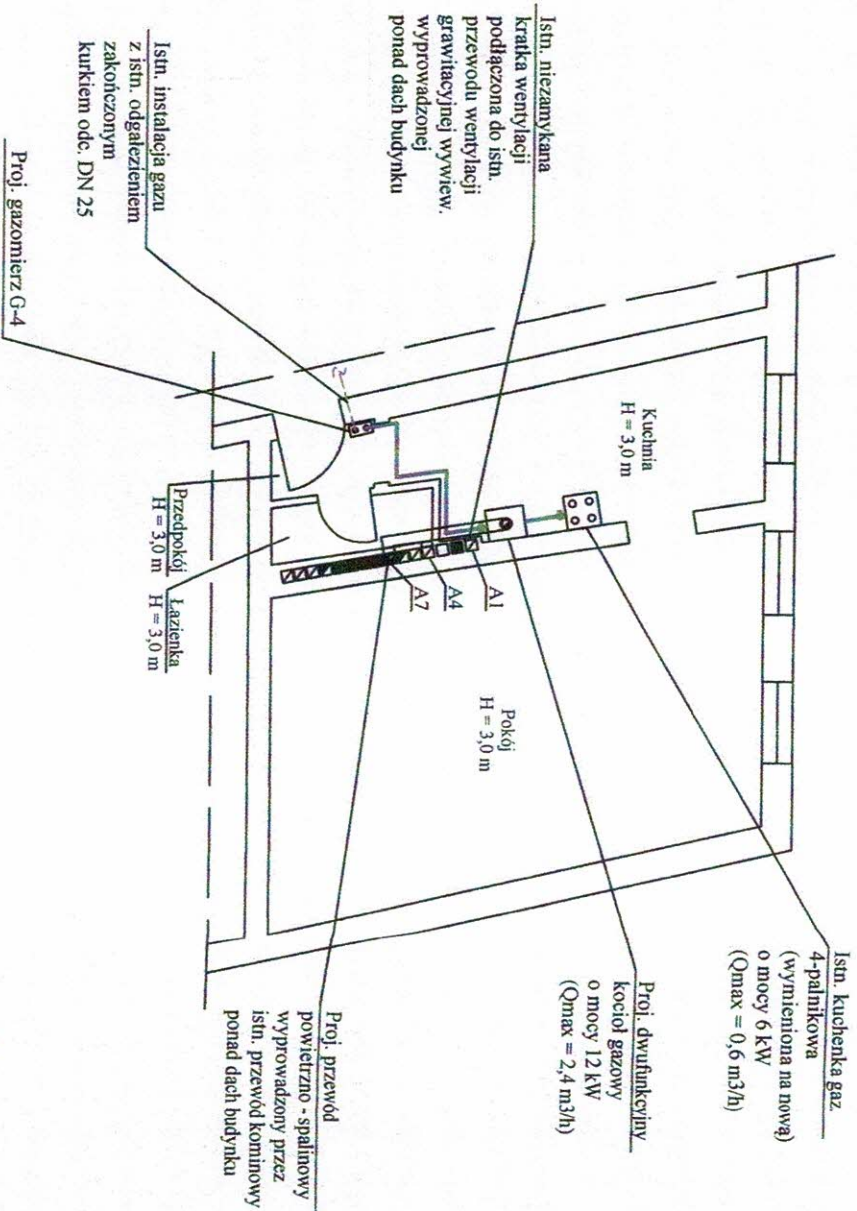 Istn. niezamykana
kratka wentylacji
podłączona do istn.
przewodu wentylacji
grawitacyjnej wywiew.
wyprowadzonej
ponad dach budynku
Istn. instalacja gazu
z istn. odgałęzieniem
zakończonym
kurkiem odc. DN 25
Proj. gazomierz G-4
Kuchnia
H = 3,0 m
Przedpokój
H = 3,0 m
Łazienka
H = 3,0 m
A1
A4
A7
Pokój
H = 3,0 m
Istn. kuchenka gaz.
4-palnikowa
(wymieniona na nową)
o mocy 6 kW
(Qmax = 0,6 m3/h)
Proj. dwufunkcyjny
kocioł gazowy
o mocy 12 kW
(Qmax = 2,4 m3/h)
Proj. przewód
powietrzno - spalinowy
wyprowadzony przez
istn. przewód kominowy
ponad dach budynku